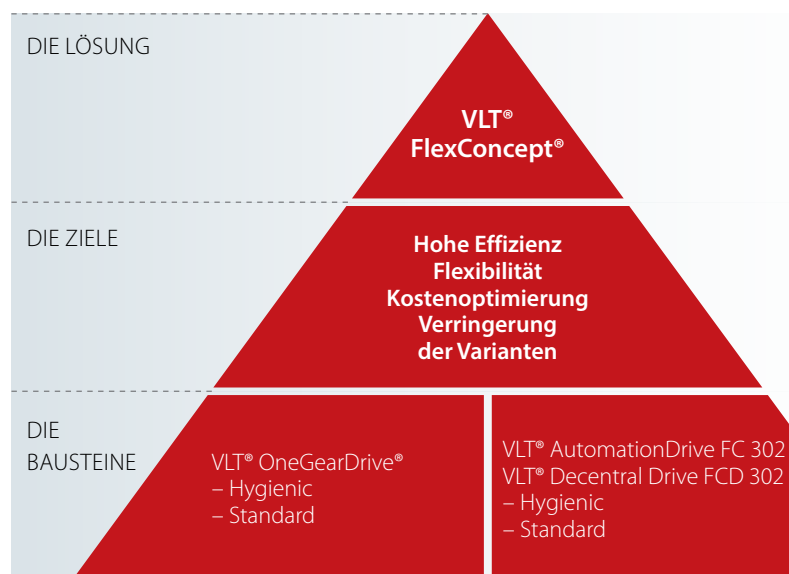 DIE LÖSUNG
VLT®
FlexConcept®
DIE ZIELE
Hohe Effizienz
Flexibilität
Kostenoptimierung
Verringerung
der Varianten
DIE
BAUSTEINE
VLT® OneGearDrive®
– Hygienic
– Standard
VLT® AutomationDrive FC 302
VLT® Decentral Drive FCD 302
– Hygienic
– Standard